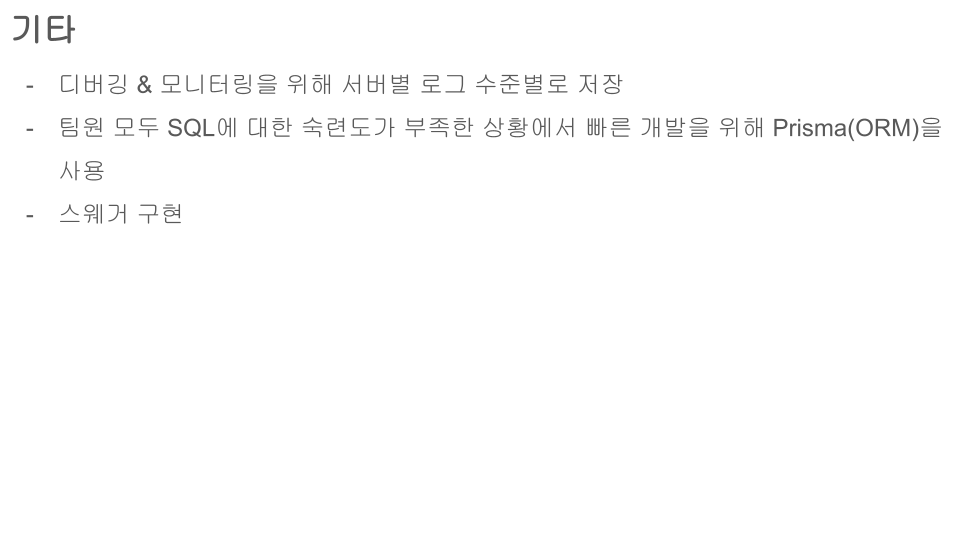 기타
- 디버깅 & 모니터링을 위해 서버별 로그 수준별로 저장
- 팀원 모두 SQL에 대한 숙련도가 부족한 상황에서 빠른 개발을 위해 Prisma(ORM)을
사용
- 스웨거 구현